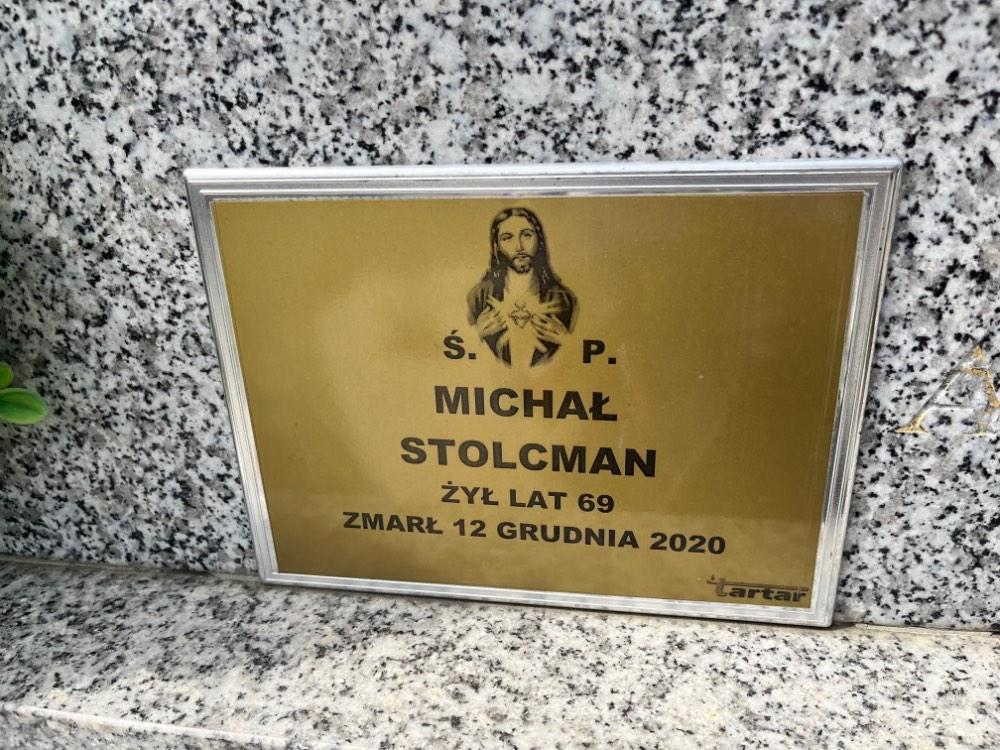 Ś. P.
MICHAŁ
STOLCMAN
ŻYŁ LAT 69
ZMARŁ 12 GRUDNIA 2020
tartar
A